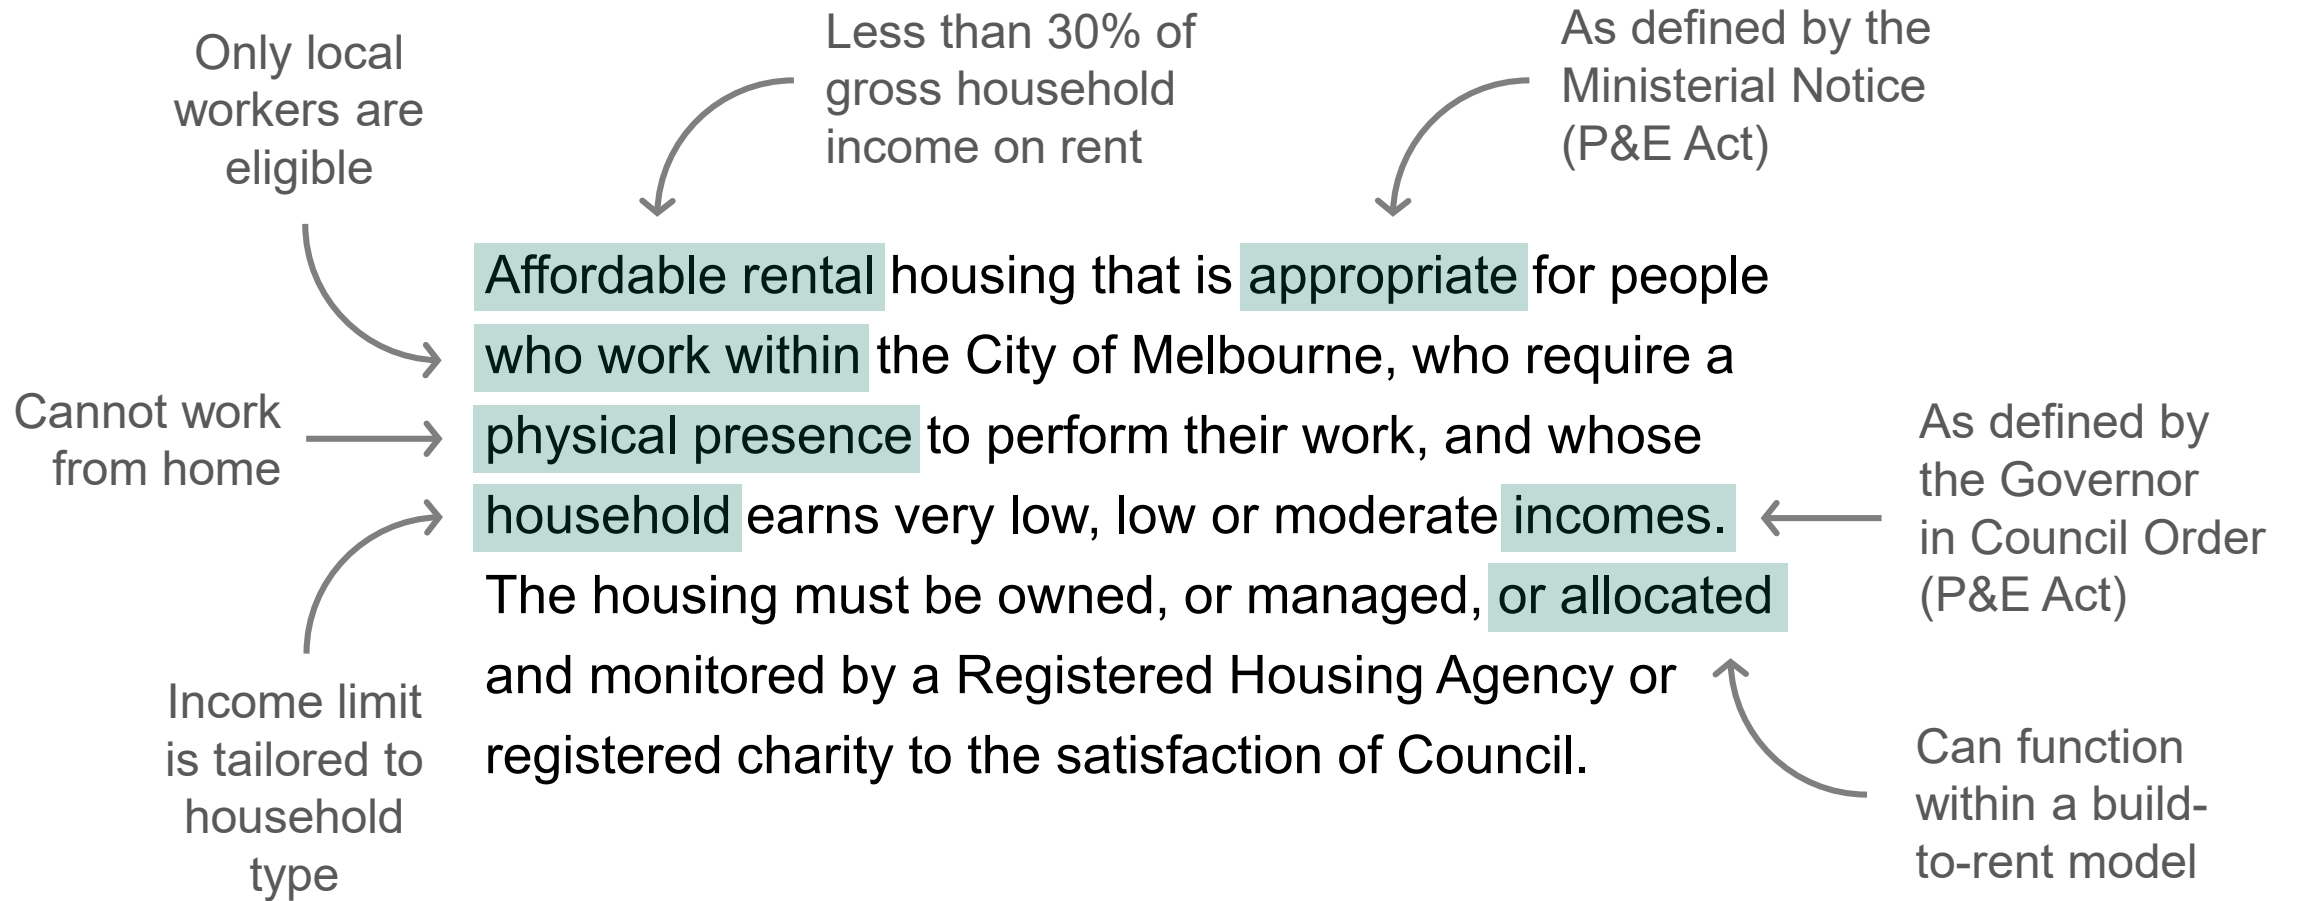 Only local
workers are
eligible
Less than 30% of
gross household
income on rent
As defined by the
Ministerial Notice
(P&E Act)
Affordable rental housing that is appropriate for people
who work within the City of Melbourne, who require a
physical presence to perform their work, and whose
household earns very low, low or moderate incomes.
The housing must be owned, or managed, or allocated
and monitored by a Registered Housing Agency or
registered charity to the satisfaction of Council.
Cannot work
from home
Income limit
is tailored to
household
type
As defined by
the Governor
in Council Order
(P&E Act)
Can function
within a build-
to-rent model